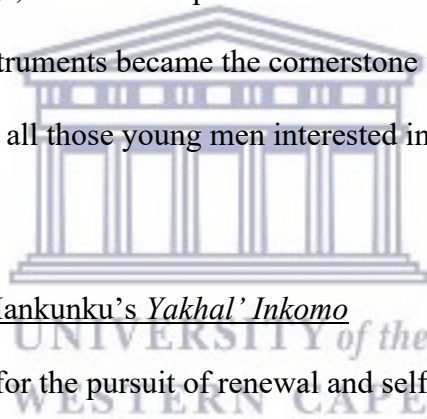 truments became the cornerstone
all those young men interested in
ankunku's Yakhal' Inkomo
UNIVERSITY of the
for the pursuit of renewal and self
WESTERN CAPE